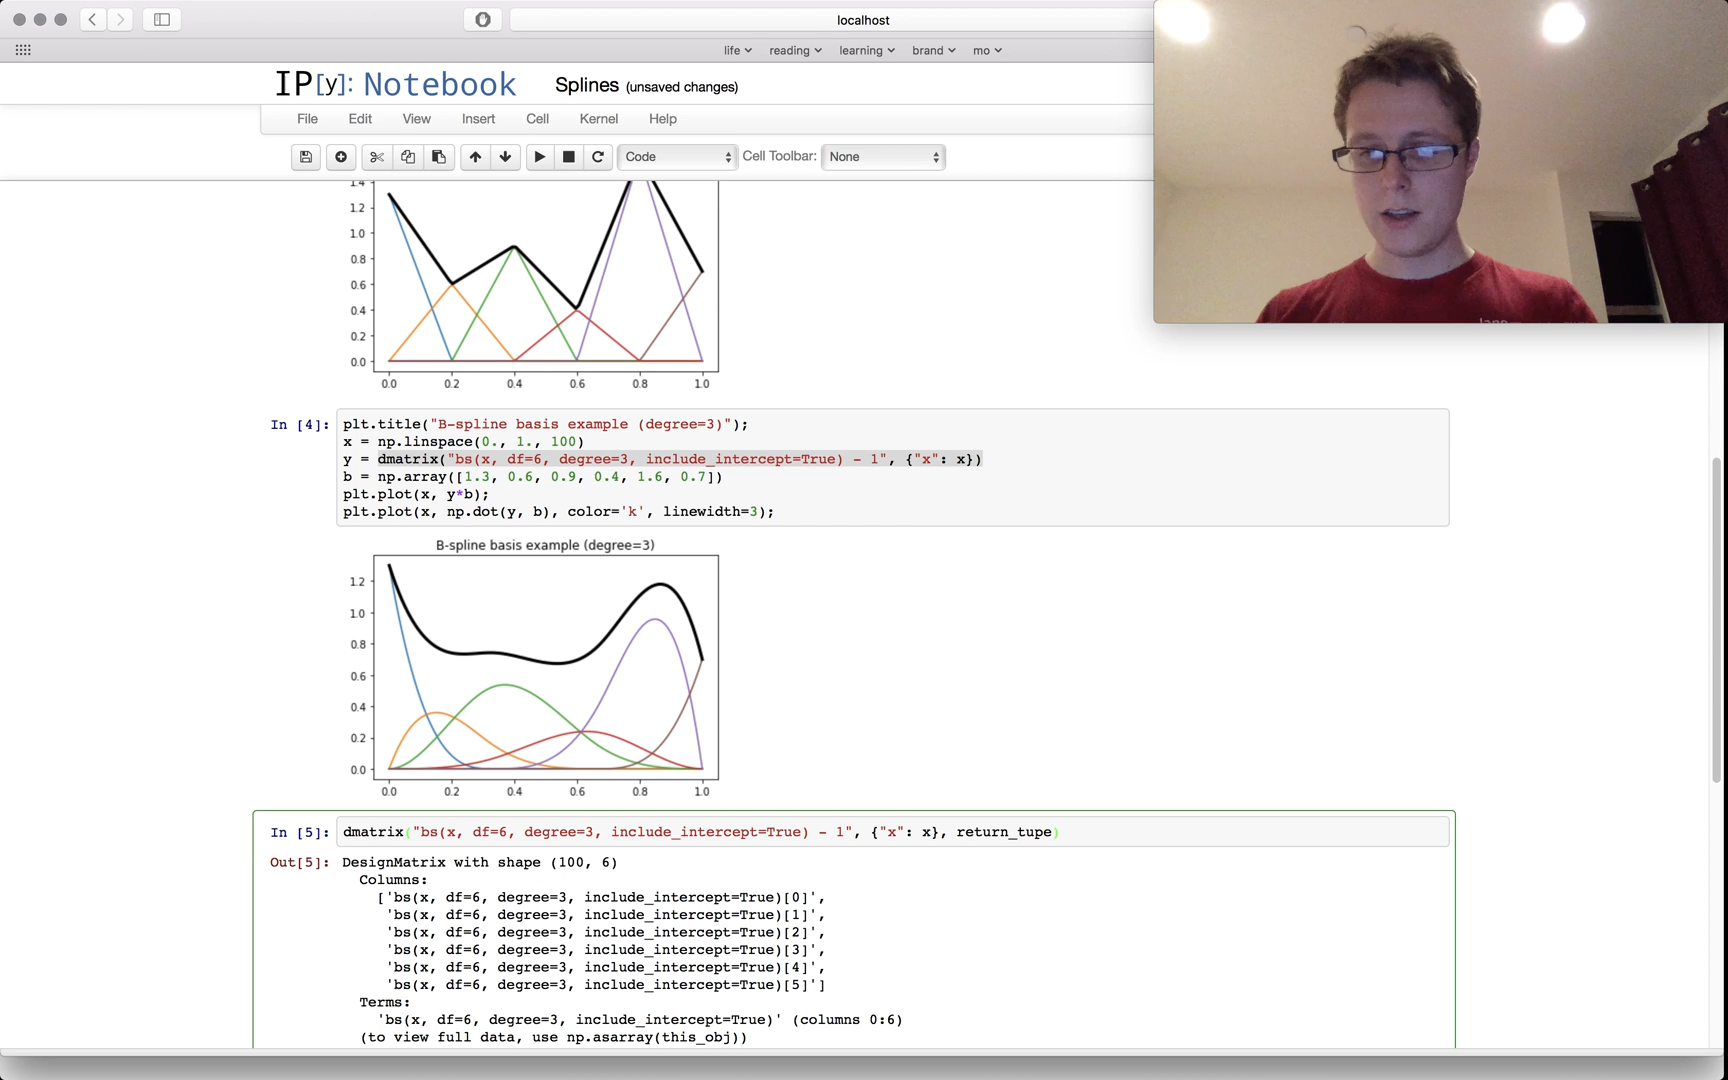 localhost
life reading learning brand mo
IP[y]: Notebook Splines (unsaved changes)
File Edit View Insert Cell Kernel Help
Code Cell Toolbar: None
1.4
1.2
1.0
0.8
0.6
0.4
0.2
0.0
0.0 0.2 0.4 0.6 0.8 1.0
In [4]: plt.title("B-spline basis example (degree=3)");
x = np.linspace(0., 1., 100)
y = dmatrix("bs(x, df=6, degree=3, include_intercept=True) - 1", {"x": x})
b = np.array([1.3, 0.6, 0.9, 0.4, 1.6, 0.7])
plt.plot(x, y*b);
plt.plot(x, np.dot(y, b), color='k', linewidth=3);
B-spline basis example (degree=3)
1.2
1.0
0.8
0.6
0.4
0.2
0.0
0.0 0.2 0.4 0.6 0.8 1.0
In [5]: dmatrix("bs(x, df=6, degree=3, include_intercept=True) - 1", {"x": x}, return_tupe)
Out[5]: DesignMatrix with shape (100, 6)
Columns:
['bs(x, df=6, degree=3, include_intercept=True)[0]',
'bs(x, df=6, degree=3, include_intercept=True)[1]',
'bs(x, df=6, degree=3, include_intercept=True)[2]',
'bs(x, df=6, degree=3, include_intercept=True)[3]',
'bs(x, df=6, degree=3, include_intercept=True)[4]',
'bs(x, df=6, degree=3, include_intercept=True)[5]']
Terms:
'bs(x, df=6, degree=3, include_intercept=True)' (columns 0:6)
(to view full data, use np.asarray(this_obj))